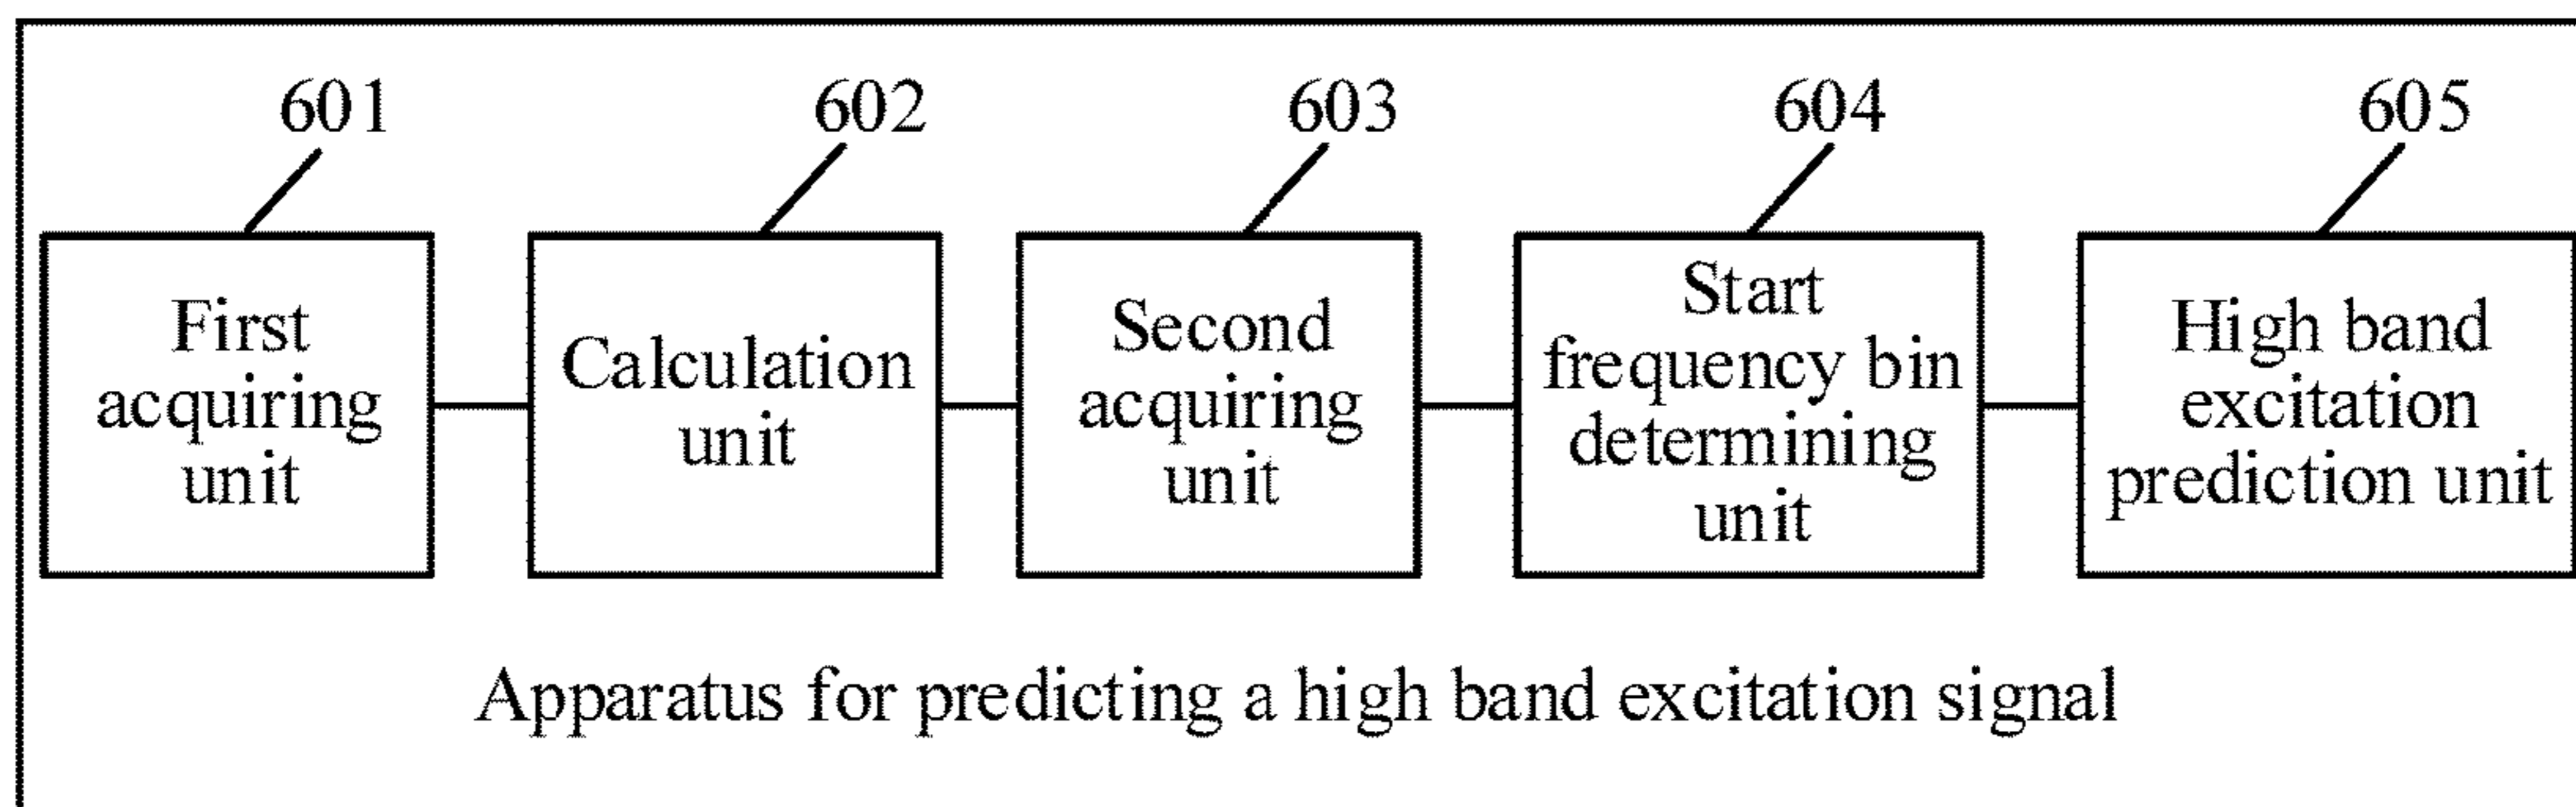 601
602
603
604
605
First
acquiring
unit
Calculation
unit
Second
acquiring
unit
Start
frequency bin
determining
unit
High band
excitation
prediction unit
Apparatus for predicting a high band excitation signal